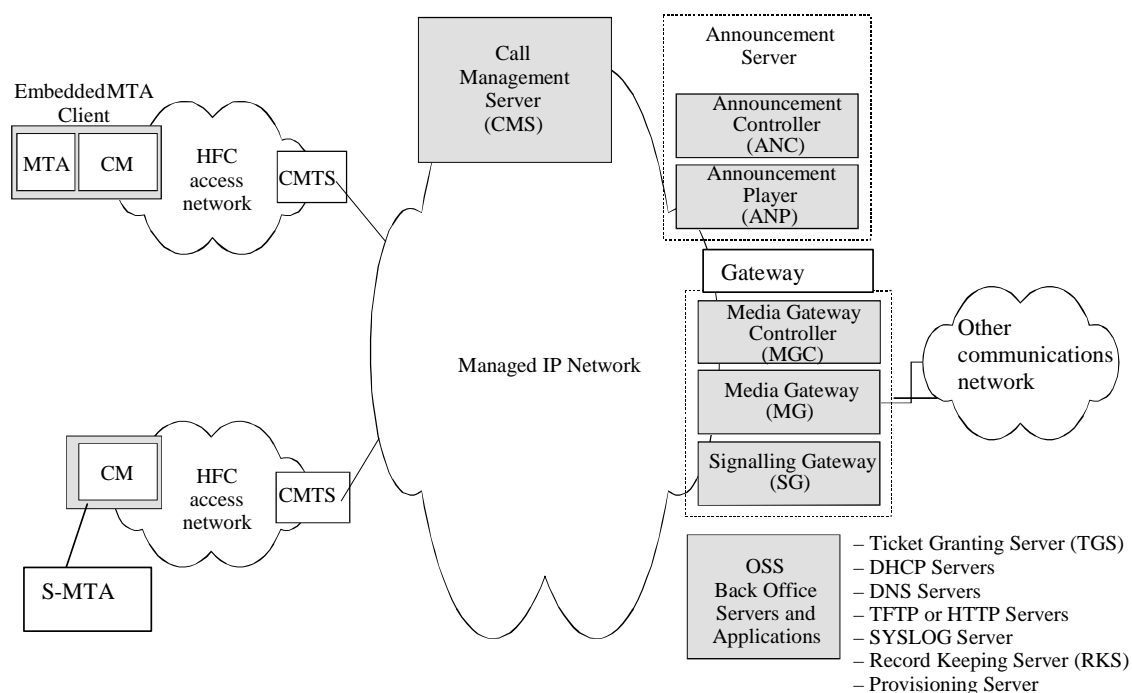 Embedded MTA
Client
MTA
CM
HFC
access
network
CMTS
Call
Management
Server
(CMS)
Announcement
Server
Announcement
Controller
(ANC)
Announcement
Player
(ANP)
Gateway
Media Gateway
Controller
(MGC)
Media Gateway
(MG)
Signalling Gateway
(SG)
Other
communications
network
Managed IP Network
CM
HFC
access
network
CMTS
S-MTA
OSS
Back Office
Servers and
Applications
– Ticket Granting Server (TGS)
– DHCP Servers
– DNS Servers
– TFTP or HTTP Servers
– SYSLOG Server
– Record Keeping Server (RKS)
– Provisioning Server